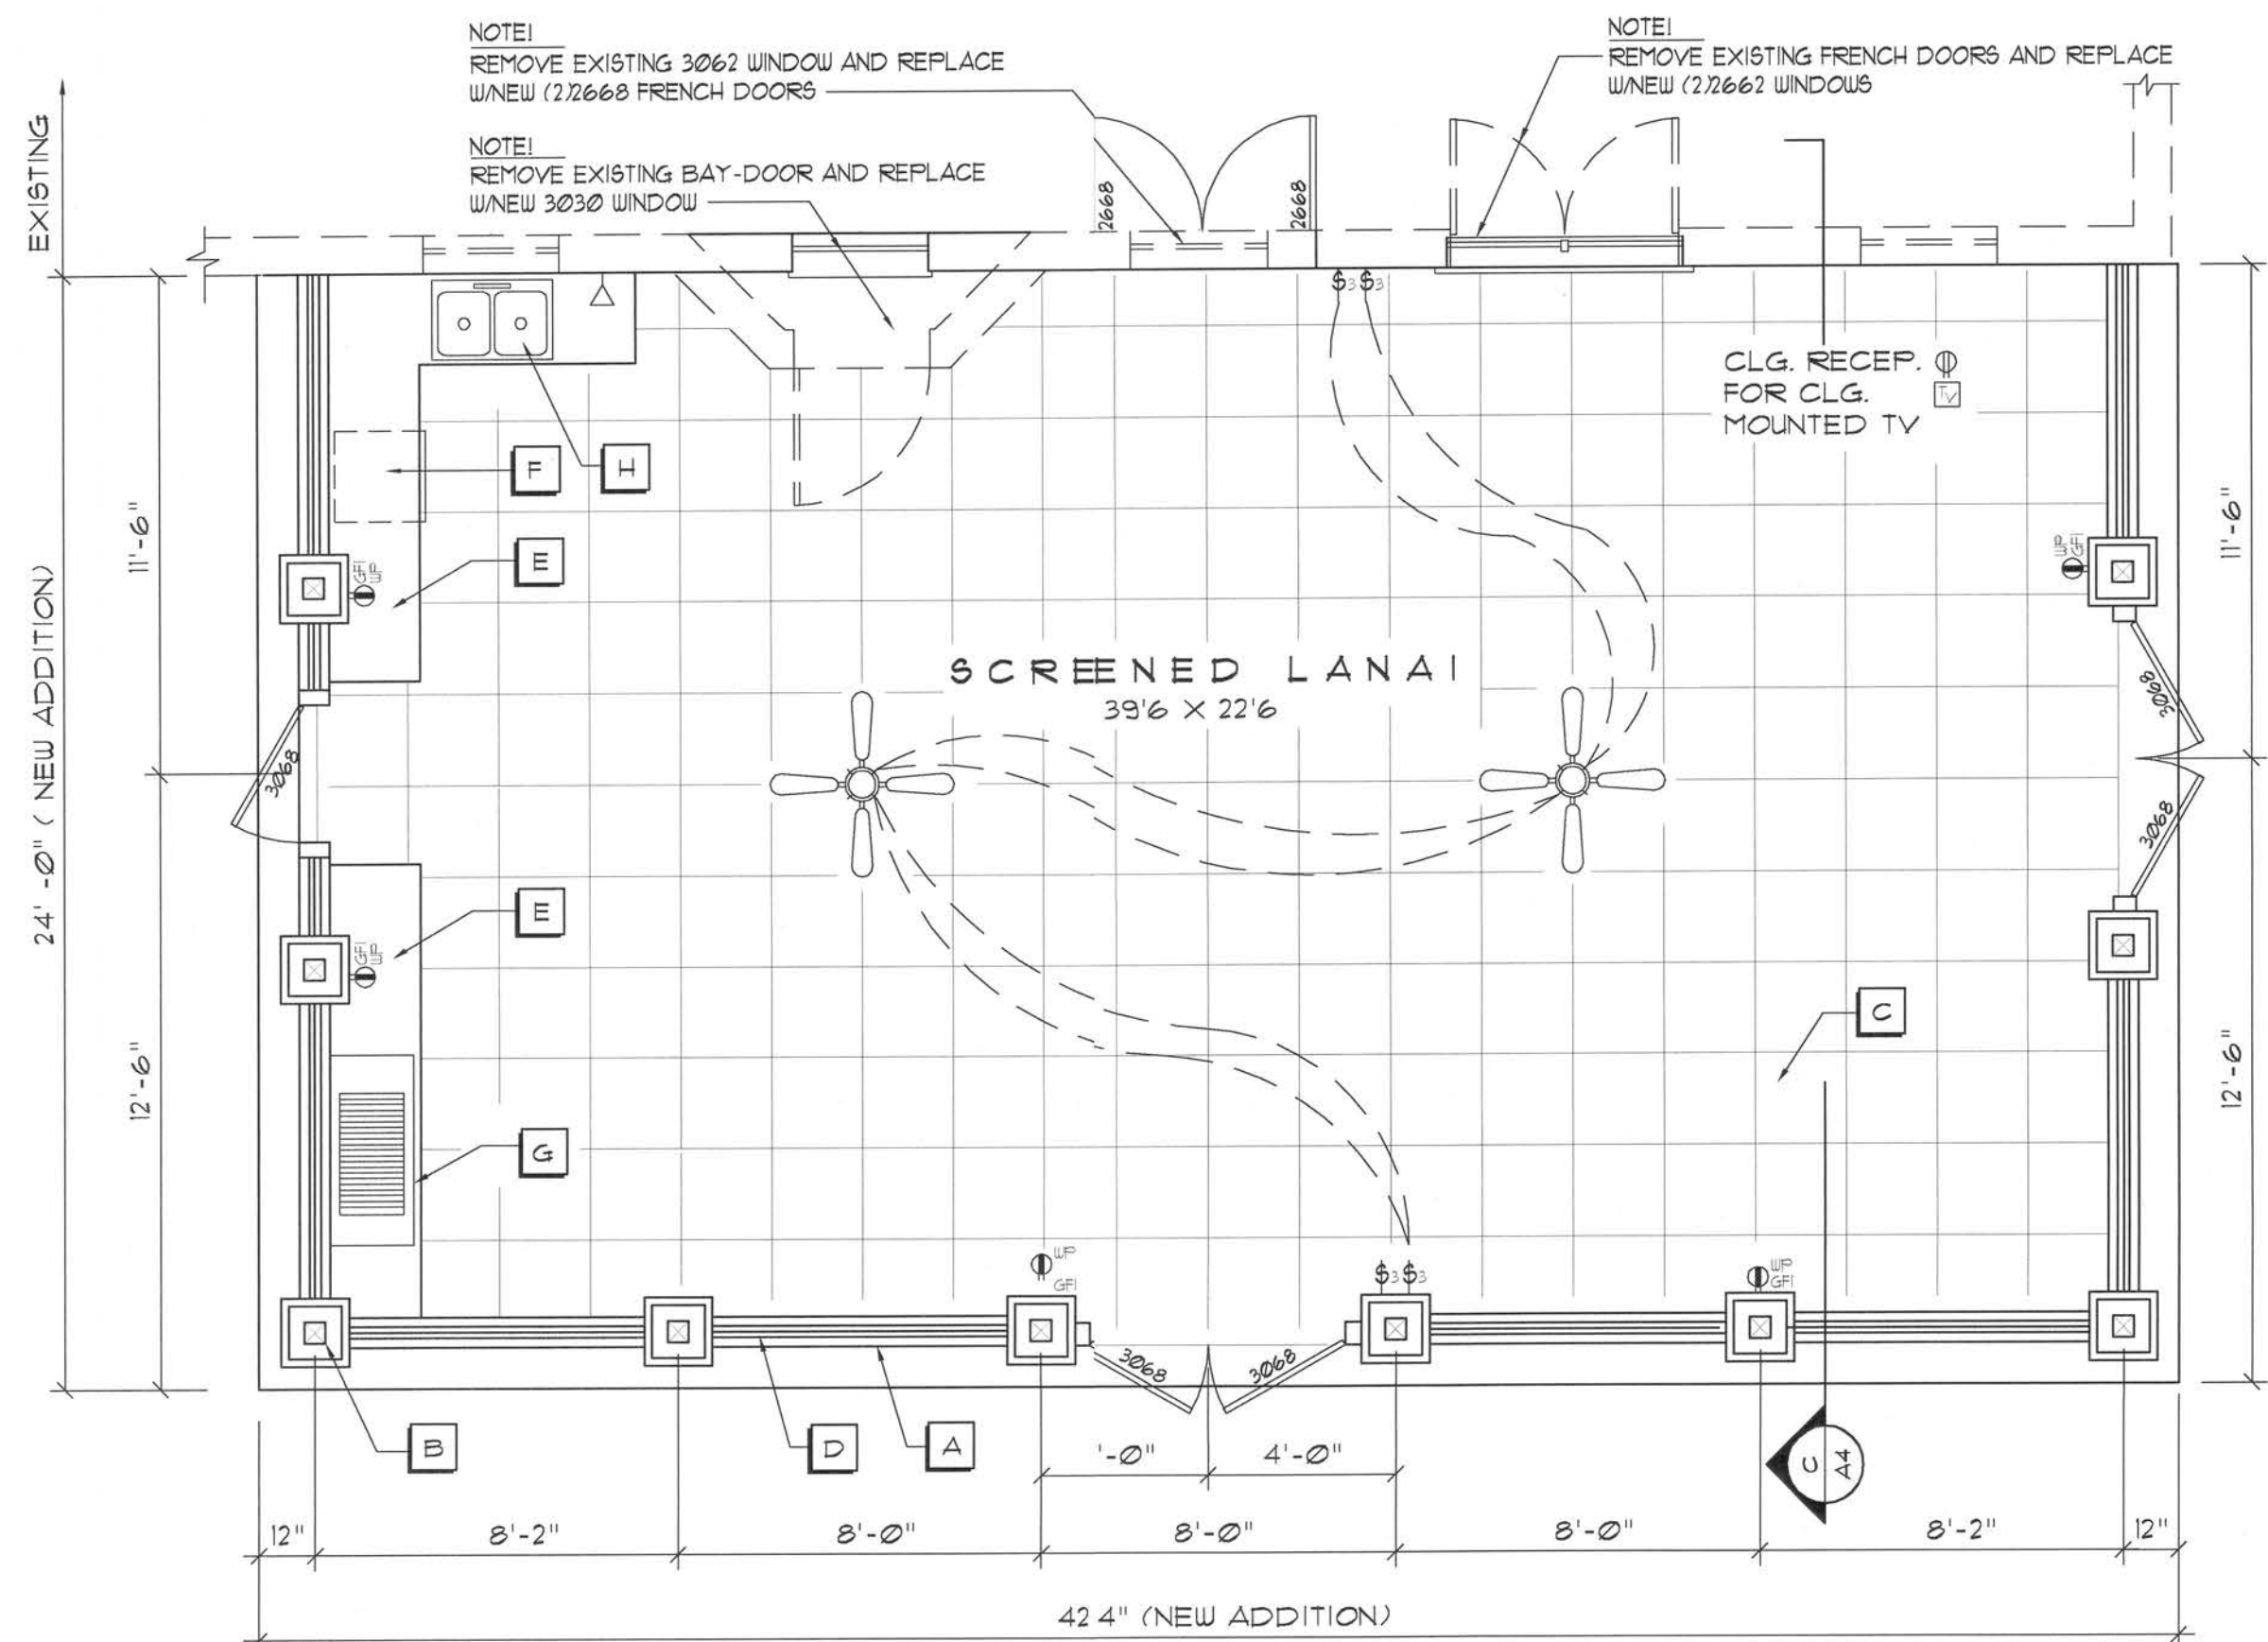 NOTE!
REMOVE EXISTING 3062 WINDOW AND REPLACE
W/NEW (2)2668 FRENCH DOORS
NOTE!
REMOVE EXISTING BAY-DOOR AND REPLACE
W/NEW 3030 WINDOW
NOTE!
REMOVE EXISTING FRENCH DOORS AND REPLACE
W/NEW (2)2662 WINDOWS
EXISTING
2668
2668
$3 $3
CLG. RECEP.
FOR CLG.
MOUNTED TV
TV
F
H
E
GFI
WP
WP
GFI
11'-6"
11'-6"
24'-0" ( NEW ADDITION)
SCREENED LANAI
39'6 X 22'6
3068
3068
3068
E
GFI
WP
C
12'-6"
12'-6"
G
WP
GFI
$3 $3
WP
GFI
3068
3068
B
D
A
'-0"
4'-0"
C
A4
12"
8'-2"
8'-0"
8'-0"
8'-0"
8'-2"
12"
42 4" (NEW ADDITION)